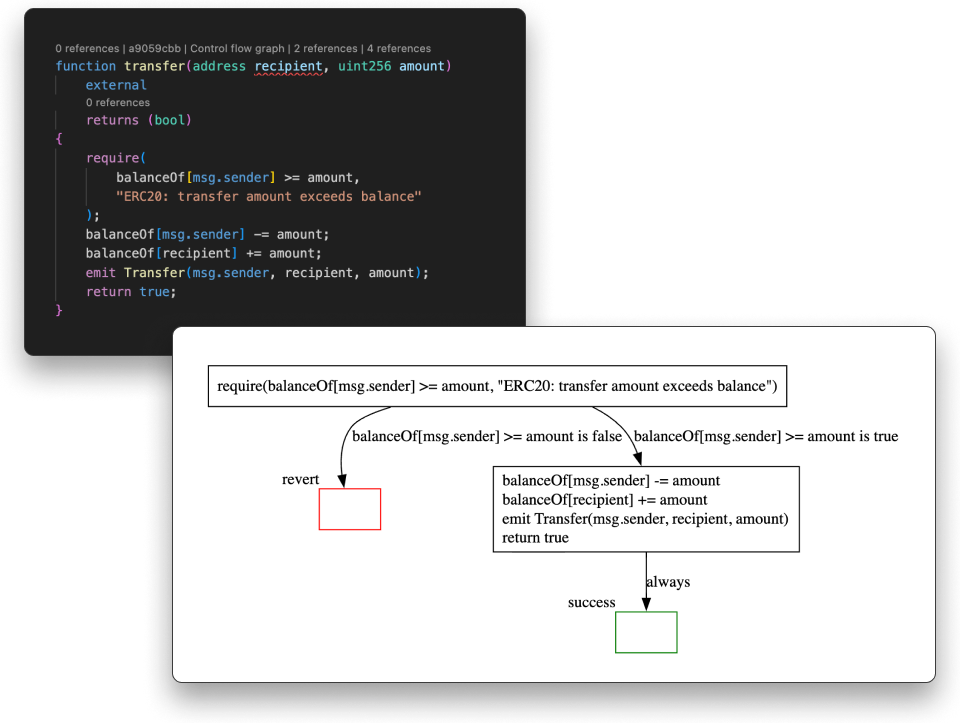 0 references | a9059cbb | Control flow graph | 2 references | 4 references
function transfer(address recipient, uint256 amount)
external
0 references
returns (bool)
{
require(
balanceOf[msg.sender] >= amount,
"ERC20: transfer amount exceeds balance"
);
balanceOf[msg.sender] -= amount;
balanceOf[recipient] += amount;
emit Transfer(msg.sender, recipient, amount);
return true;
}
require(balanceOf[msg.sender] >= amount, "ERC20: transfer amount exceeds balance")
balanceOf[msg.sender] >= amount is false
balanceOf[msg.sender] >= amount is true
revert
balanceOf[msg.sender] -= amount
balanceOf[recipient] += amount
emit Transfer(msg.sender, recipient, amount)
return true
always
success